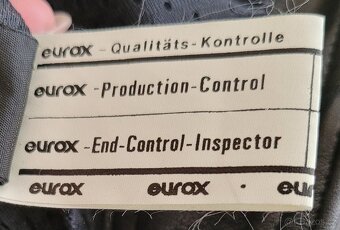 eurox - Qualitäts-Kontrolle
eurox -Production-Control
eurox -End-Control-Inspector
eurox eurox eu